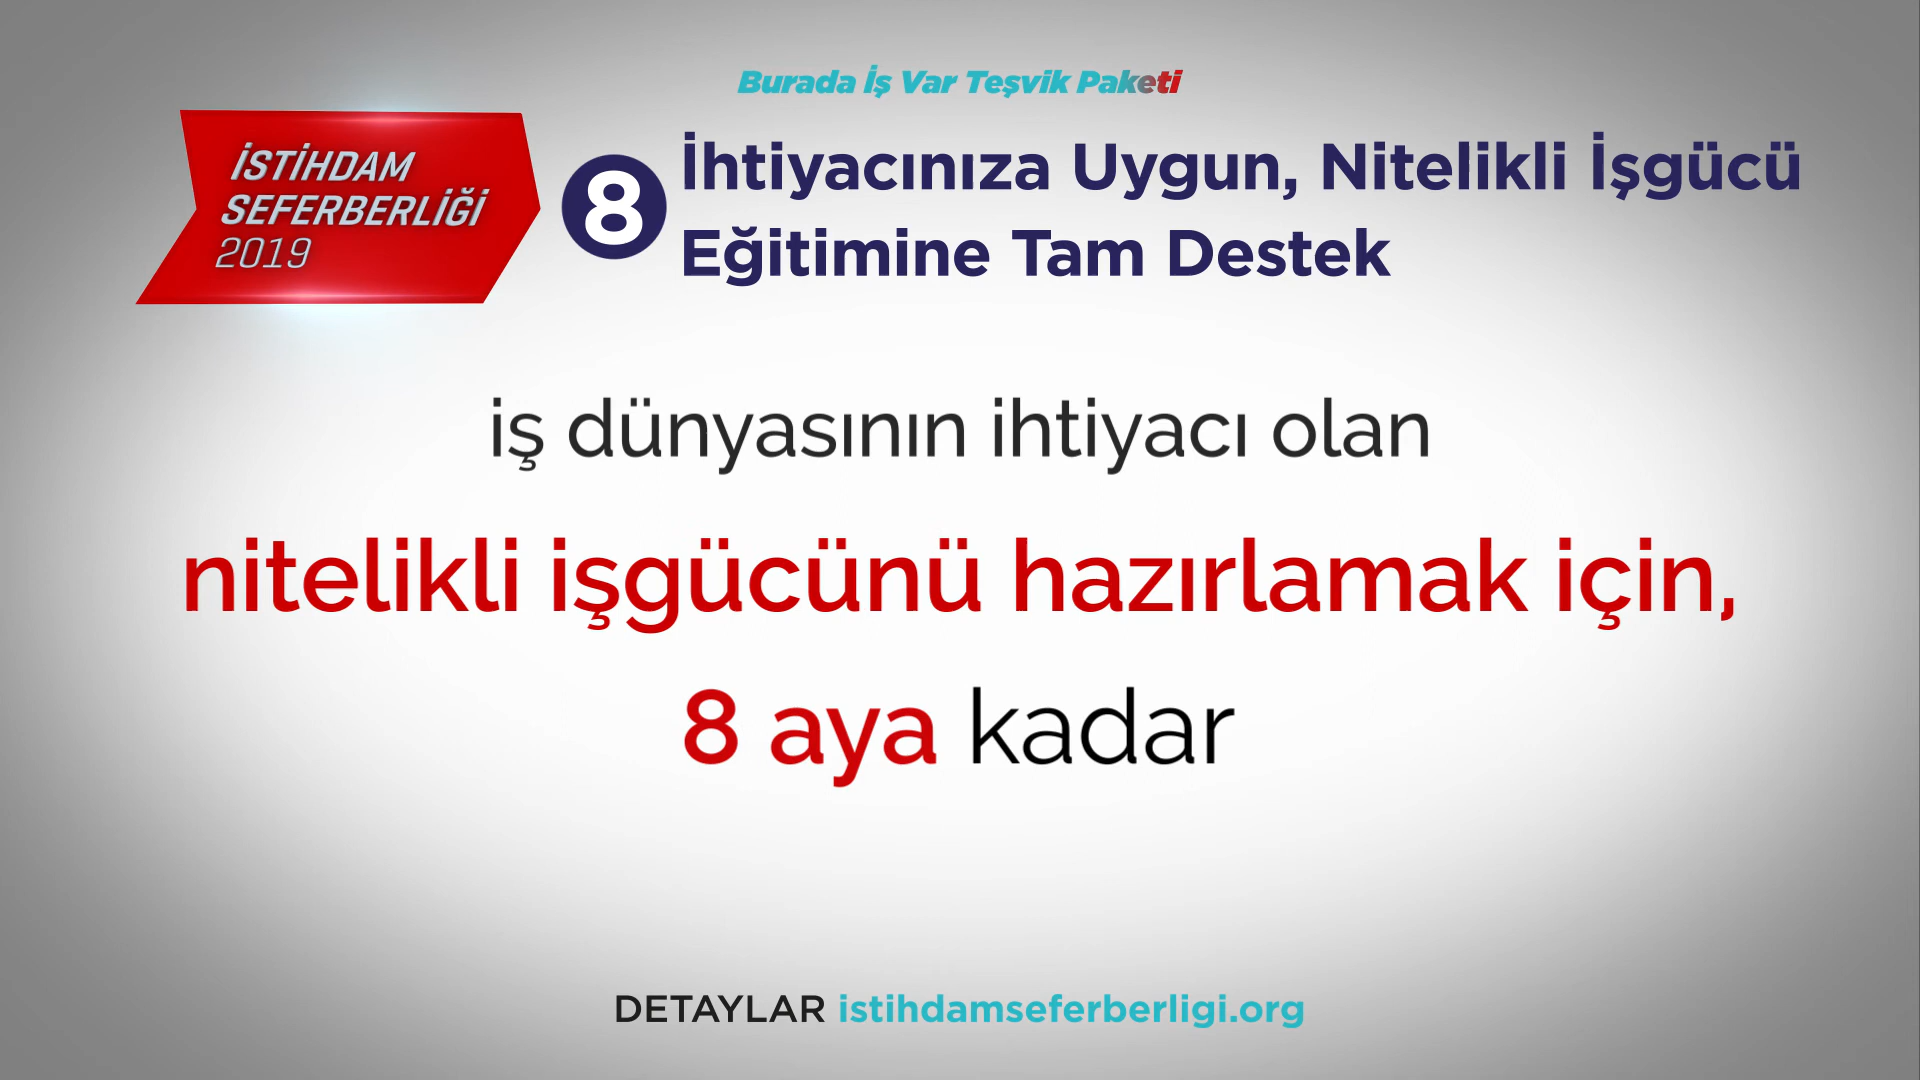 Burada İş Var Teşvik Paketi
İSTİHDAM
SEFERBERLİĞİ
2019
8
İhtiyacınıza Uygun, Nitelikli İşgücü
Eğitimine Tam Destek
iş dünyasının ihtiyacı olan
nitelikli işgücünü hazırlamak için,
8 aya kadar
DETAYLAR istihdamseferberligi.org